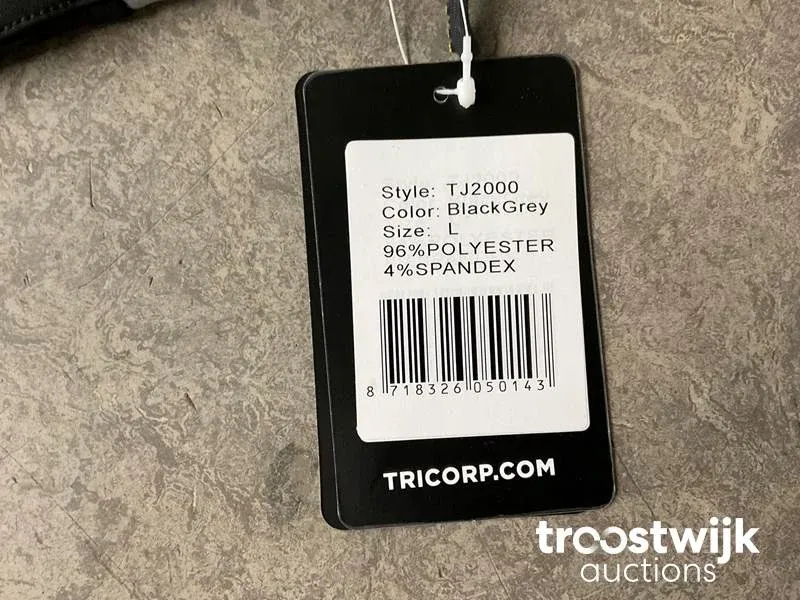 Style: TJ2000
Color: BlackGrey
Size: L
96%POLYESTER
4%SPANDEX
8 718326 050143
TRICORP.COM
troostwijk
auctions